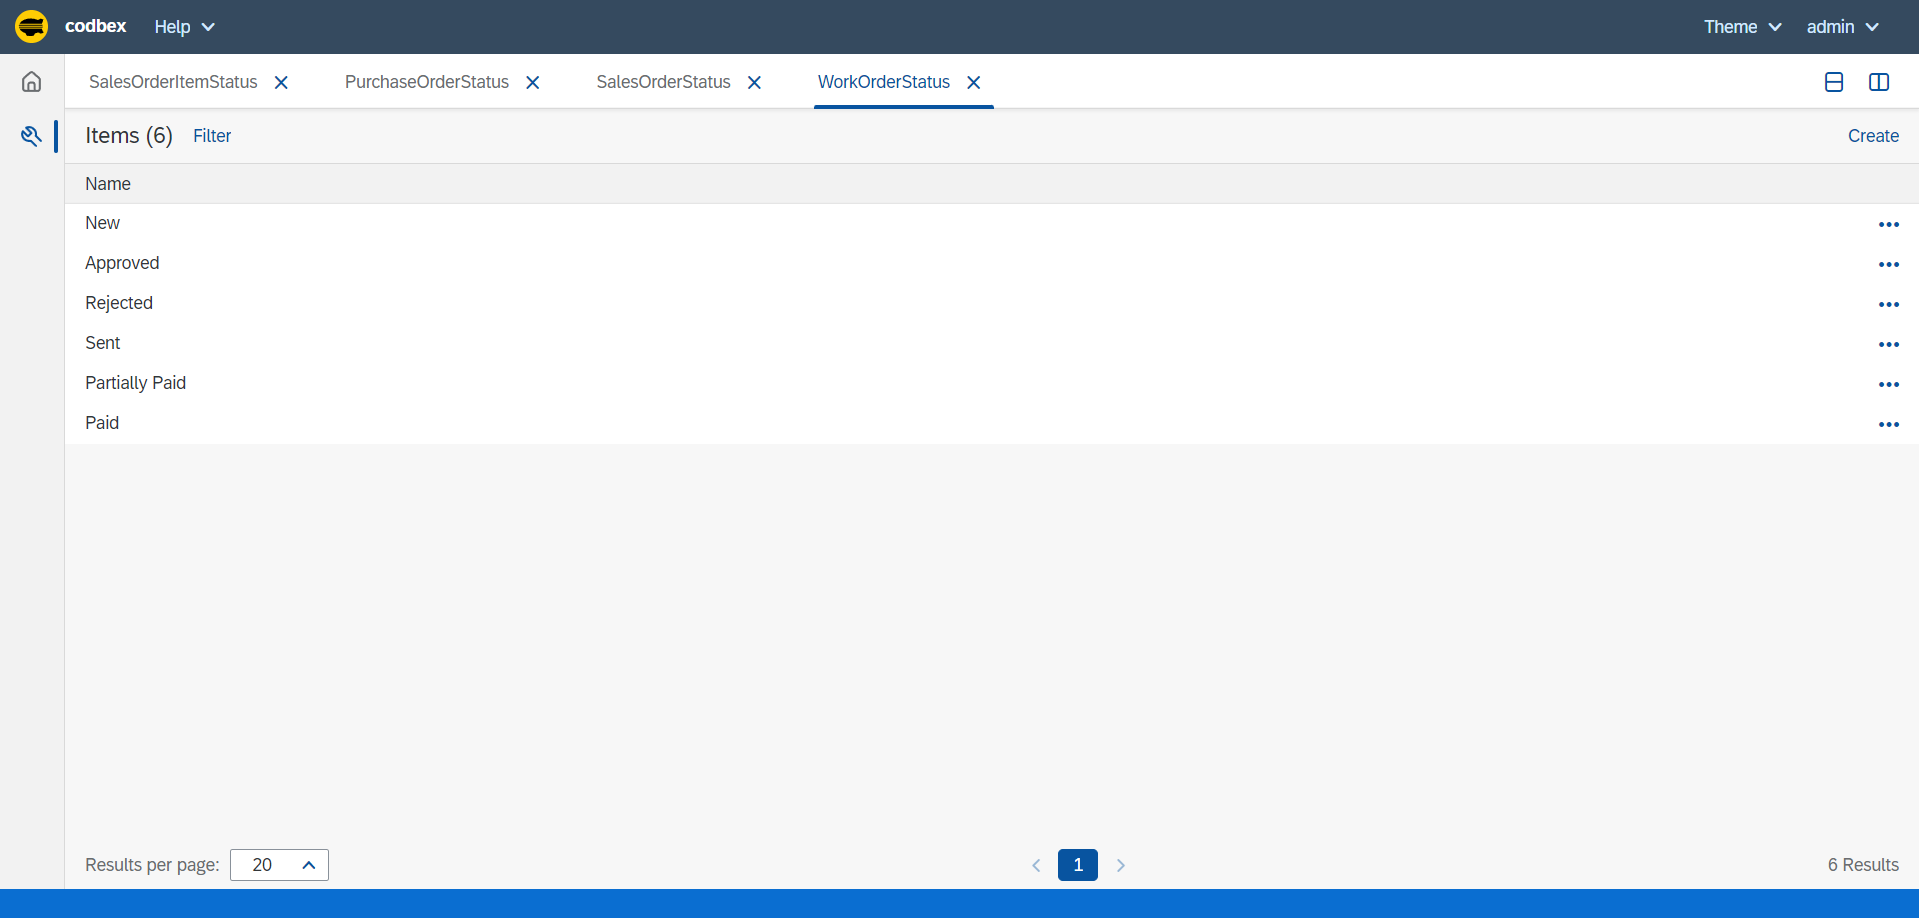 codbex Help Theme admin
SalesOrderItemStatus PurchaseOrderStatus SalesOrderStatus WorkOrderStatus
Items (6) Filter Create
Name
New
Approved
Rejected
Sent
Partially Paid
Paid
Results per page: 20 1 6 Results